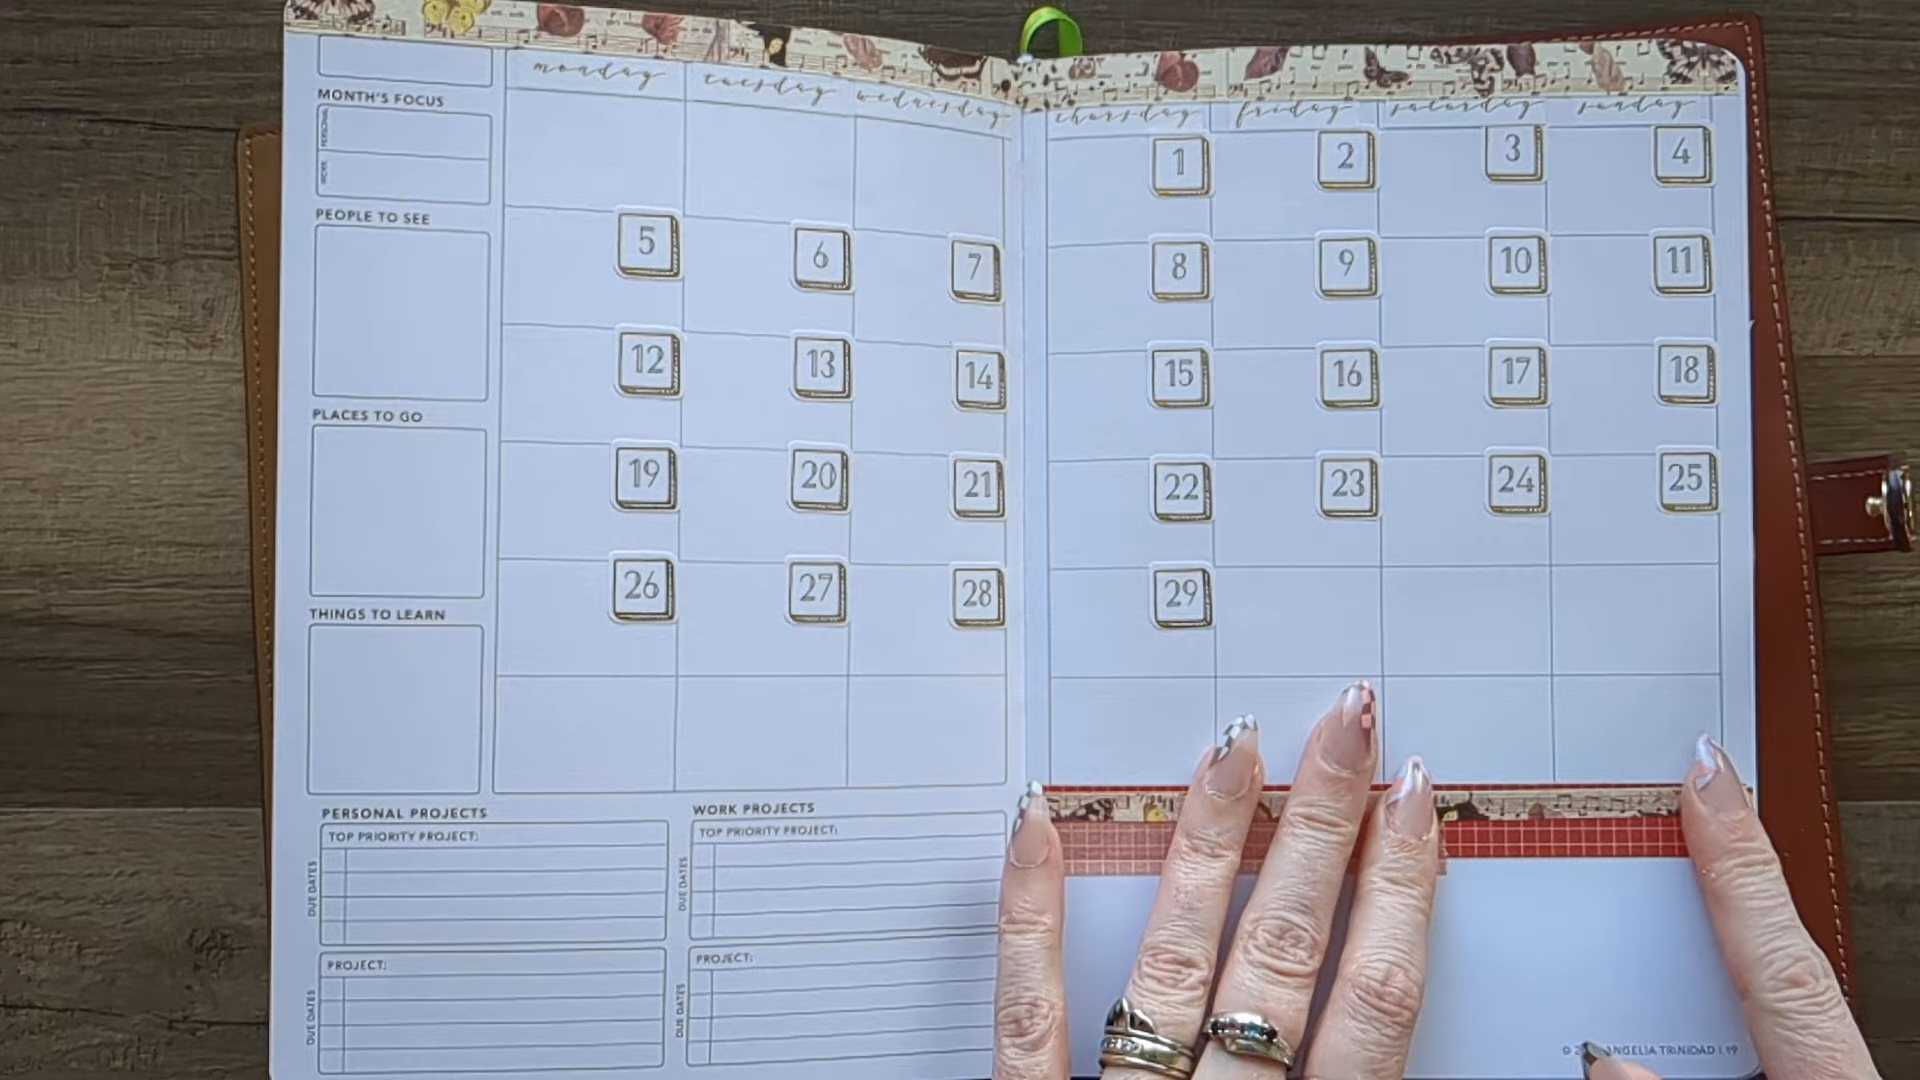 monday tuesday wednesday thursday friday saturday sunday
MONTH'S FOCUS
PERSONAL
WORK
1 2 3 4
PEOPLE TO SEE
5 6 7 8 9 10 11
12 13 14 15 16 17 18
PLACES TO GO
19 20 21 22 23 24 25
26 27 28 29
THINGS TO LEARN
PERSONAL PROJECTS
TOP PRIORITY PROJECT:
DUE DATES
PROJECT:
DUE DATES
WORK PROJECTS
TOP PRIORITY PROJECT:
DUE DATES
PROJECT:
DUE DATES
ANGELIA TRINIDAD | 19